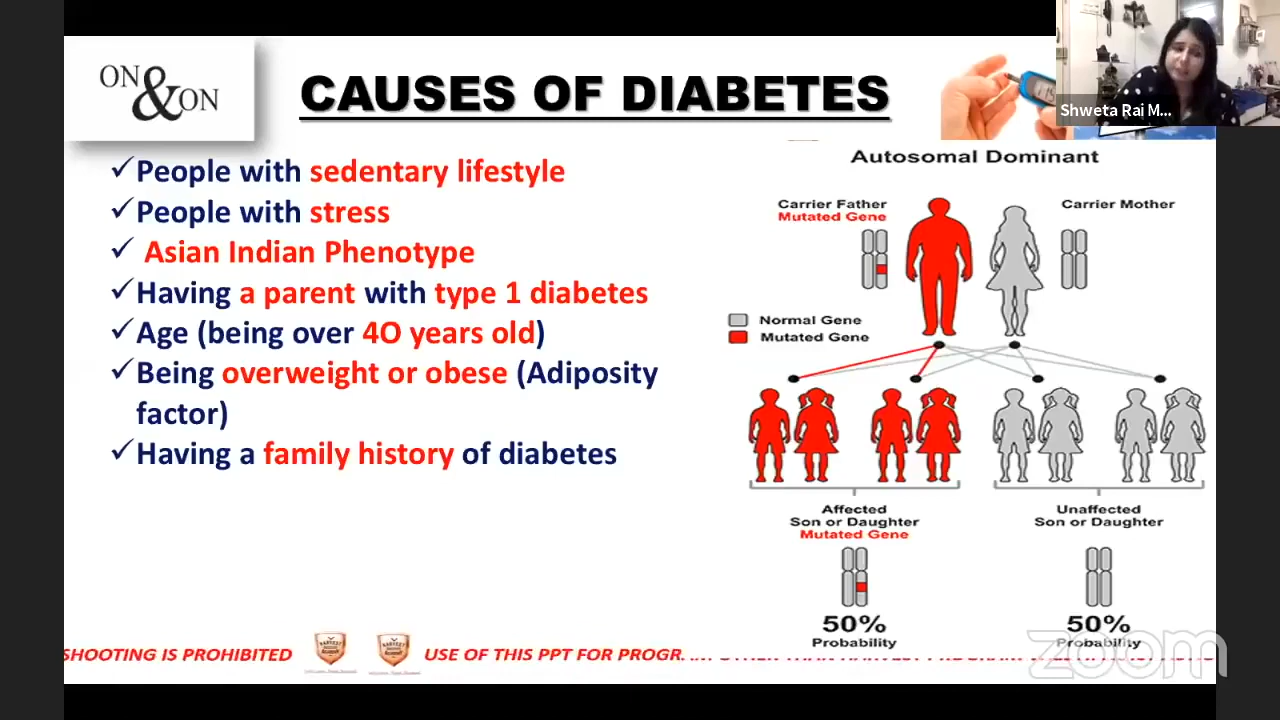 ON & ON
CAUSES OF DIABETES
Shweta Rai M...
✓People with sedentary lifestyle
✓People with stress
✓ Asian Indian Phenotype
✓Having a parent with type 1 diabetes
✓Age (being over 4O years old)
✓Being overweight or obese (Adiposity
factor)
✓Having a family history of diabetes
Autosomal Dominant
Carrier Father
Mutated Gene
Carrier Mother
Normal Gene
Mutated Gene
Affected
Son or Daughter
Mutated Gene
50%
Probability
Unaffected
Son or Daughter
50%
Probability
SHOOTING IS PROHIBITED
HARVEST
HARVEST
USE OF THIS PPT FOR PROGR
zoom